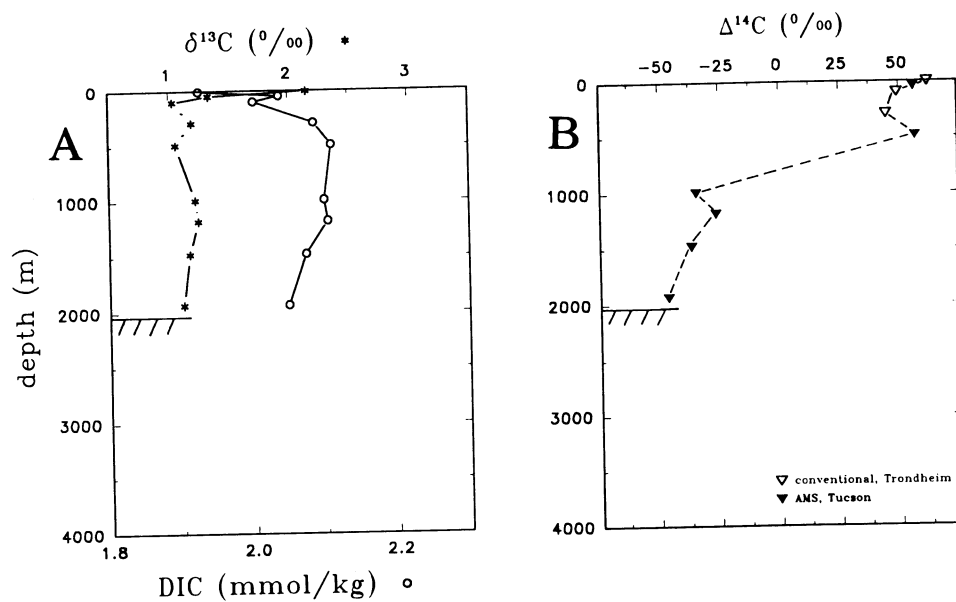 δ¹³C (⁰/₀₀) *
1 2 3
0
1000
2000
3000
4000
depth (m)
A
1.8 2.0 2.2
DIC (mmol/kg) o
Δ¹⁴C (⁰/₀₀)
−50 −25 0 25 50
0
1000
2000
3000
4000
B
▽ conventional, Trondheim
▼ AMS, Tucson